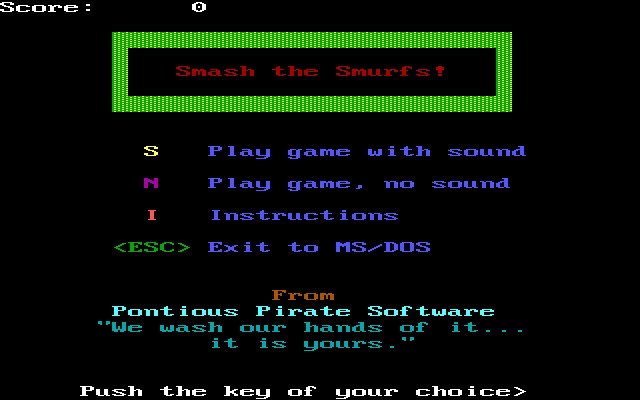 Score: 0
Smash the Smurfs!
S Play game with sound
N Play game, no sound
I Instructions
<ESC> Exit to MS/DOS
From
Pontious Pirate Software
"We wash our hands of it...
it is yours."
Push the key of your choice>